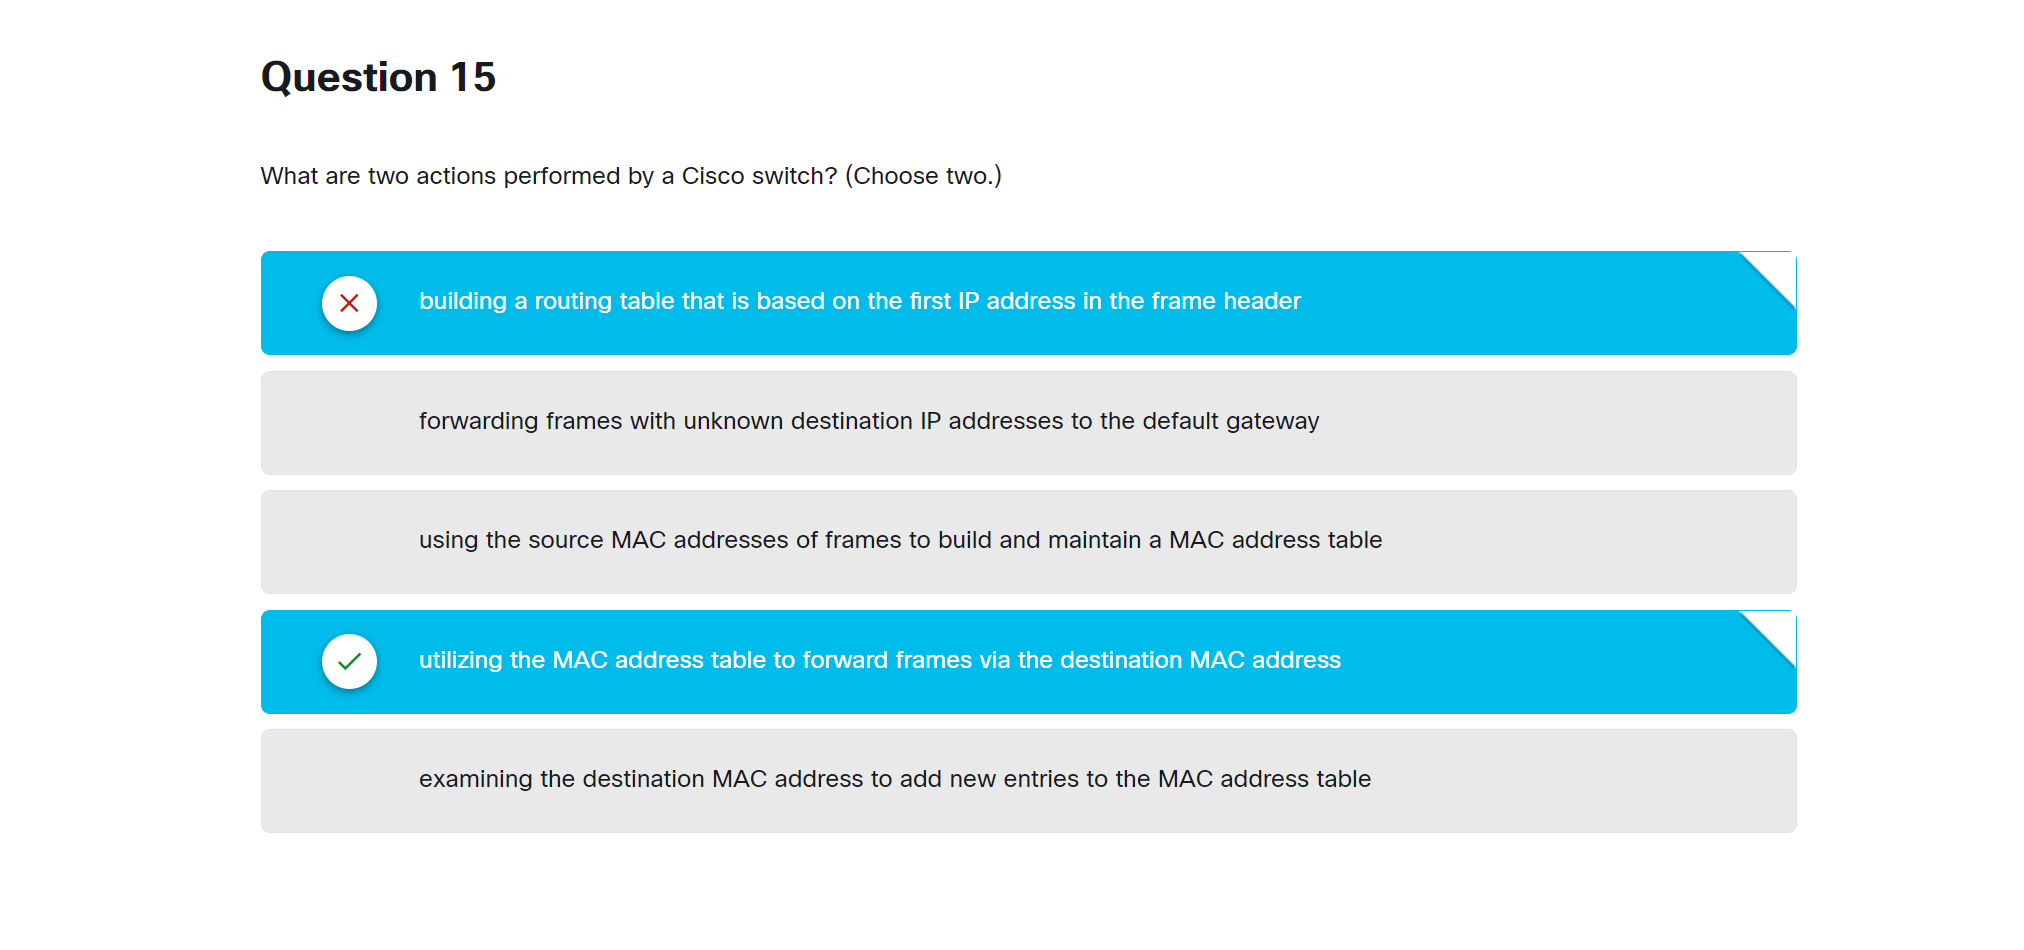 Question 15
What are two actions performed by a Cisco switch? (Choose two.)
building a routing table that is based on the first IP address in the frame header
forwarding frames with unknown destination IP addresses to the default gateway
using the source MAC addresses of frames to build and maintain a MAC address table
utilizing the MAC address table to forward frames via the destination MAC address
examining the destination MAC address to add new entries to the MAC address table